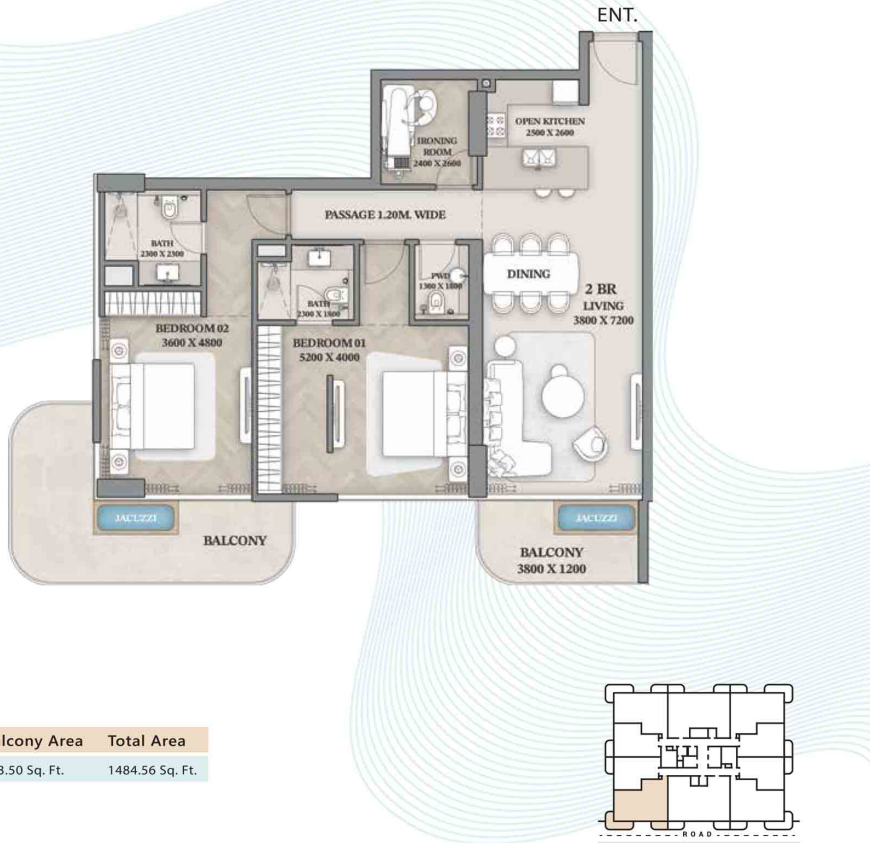 ENT.
OPEN KITCHEN
2500 X 2600
IRONING
ROOM
2400 X 2600
PASSAGE 1.20M. WIDE
BATH
2300 X 2300
DINING
PWD
1300 X 1800
2 BR
LIVING
3800 X 7200
BATH
2300 X 1800
BEDROOM 02
3600 X 4800
BEDROOM 01
5200 X 4000
JACUZZI
JACUZZI
BALCONY
BALCONY
3800 X 1200
alcony Area Total Area
3.50 Sq. Ft. 1484.56 Sq. Ft.
ROAD